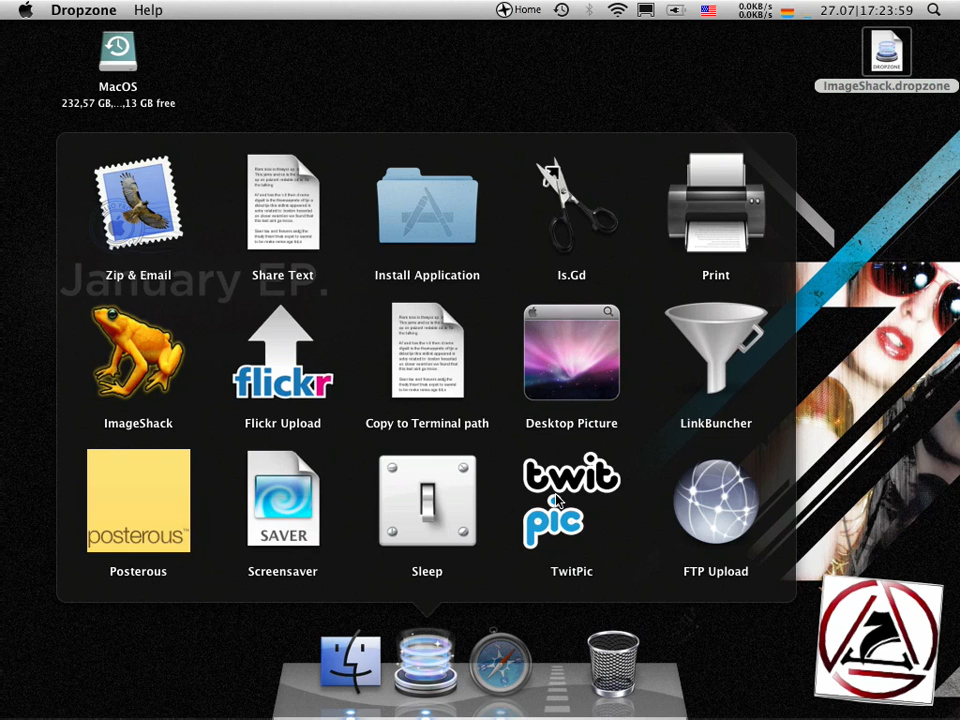 Dropzone Help Home 0.0KB/s 27.07|17:23:59
0.0KB/s
MacOS
232,57 GB,...,13 GB free
DROPZONE
ImageShack.dropzone
January EP.
Zip & Email Share Text Install Application Is.Gd Print
flickr
ImageShack Flickr Upload Copy to Terminal path Desktop Picture LinkBuncher
twit
pic
posterous™
SAVER
Posterous Screensaver Sleep TwitPic FTP Upload